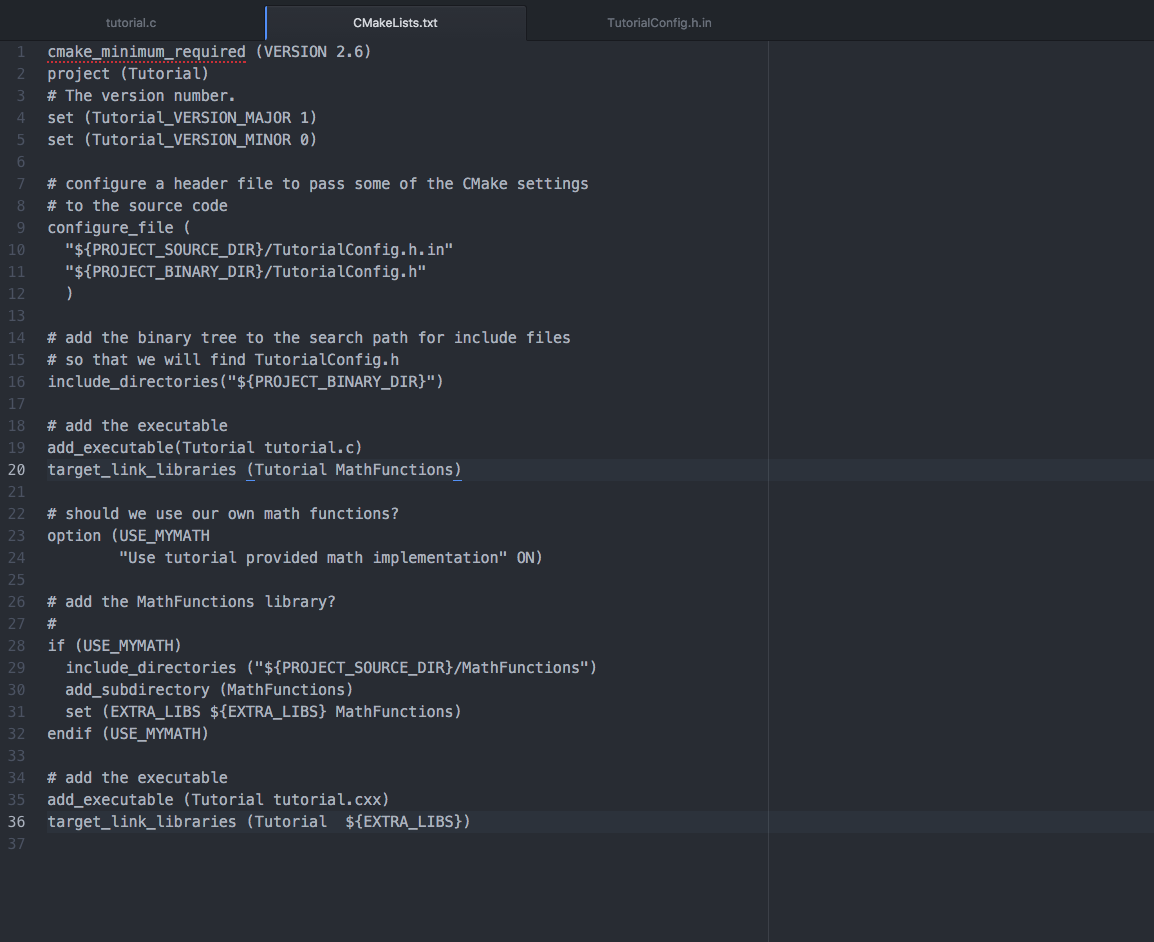 tutorial.c CMakeLists.txt TutorialConfig.h.in
1 cmake_minimum_required (VERSION 2.6)
2 project (Tutorial)
3 # The version number.
4 set (Tutorial_VERSION_MAJOR 1)
5 set (Tutorial_VERSION_MINOR 0)
6
7 # configure a header file to pass some of the CMake settings
8 # to the source code
9 configure_file (
10   "${PROJECT_SOURCE_DIR}/TutorialConfig.h.in"
11   "${PROJECT_BINARY_DIR}/TutorialConfig.h"
12   )
13
14 # add the binary tree to the search path for include files
15 # so that we will find TutorialConfig.h
16 include_directories("${PROJECT_BINARY_DIR}")
17
18 # add the executable
19 add_executable(Tutorial tutorial.c)
20 target_link_libraries (Tutorial MathFunctions)
21
22 # should we use our own math functions?
23 option (USE_MYMATH
24         "Use tutorial provided math implementation" ON)
25
26 # add the MathFunctions library?
27 #
28 if (USE_MYMATH)
29   include_directories ("${PROJECT_SOURCE_DIR}/MathFunctions")
30   add_subdirectory (MathFunctions)
31   set (EXTRA_LIBS ${EXTRA_LIBS} MathFunctions)
32 endif (USE_MYMATH)
33
34 # add the executable
35 add_executable (Tutorial tutorial.cxx)
36 target_link_libraries (Tutorial  ${EXTRA_LIBS})
37